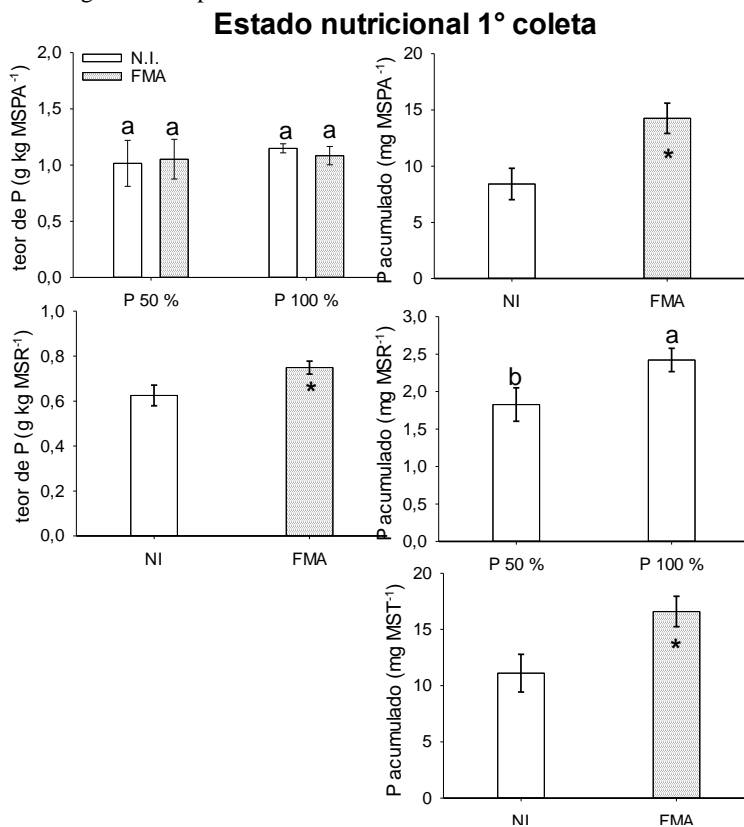 Estado nutricional 1° coleta
N.I.
FMA
teor de P (g kg MSPA⁻¹)
2,0
1,5
1,0
0,5
0,0
a a a a
P 50 % P 100 %
P acumulado (mg MSPA⁻¹)
20
15
10
5
0
*
NI FMA
teor de P (g kg MSR⁻¹)
1,0
0,8
0,6
0,4
0,2
0,0
*
NI FMA
P acumulado (mg MSR⁻¹)
3,0
2,5
2,0
1,5
1,0
0,5
0,0
b a
P 50 % P 100 %
P acumulado (mg MST⁻¹)
20
15
10
5
0
*
NI FMA